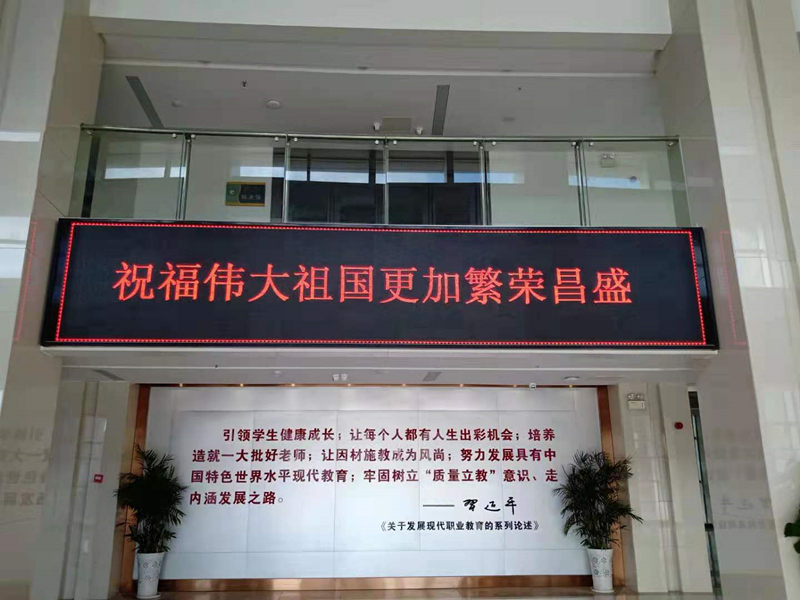 祝福伟大祖国更加繁荣昌盛
引领学生健康成长；让每个人都有人生出彩机会；培养
造就一大批好老师；让因材施教成为风尚；努力发展具有中
国特色世界水平现代教育；牢固树立“质量立教”意识、走
内涵发展之路。
——习近平
《关于发展现代职业教育的系列论述》